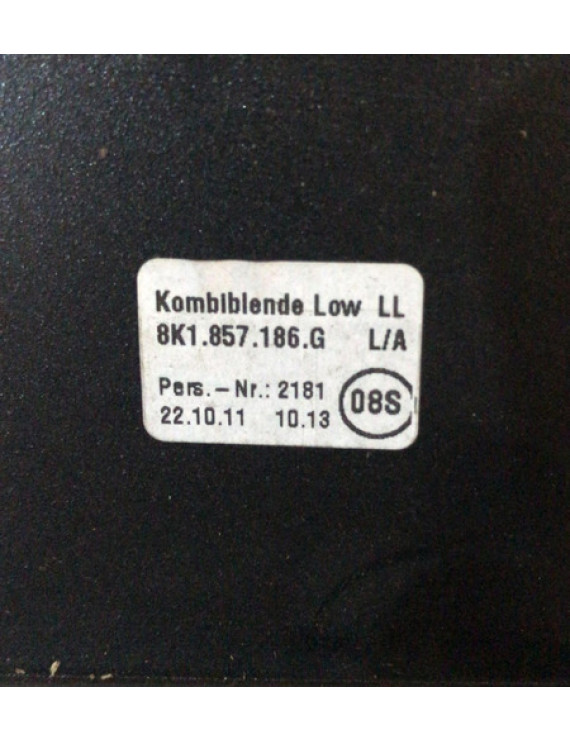 Kombiblende Low LL
8K1.857.186.G L/A
Pers.-Nr.: 2181
22.10.11 10.13
08S